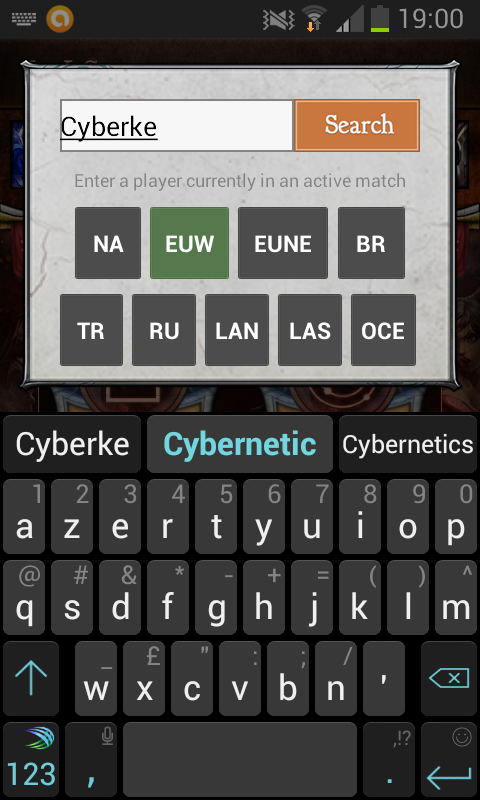 19:00
Cyberke Search
Enter a player currently in an active match
NA EUW EUNE BR
TR RU LAN LAS OCE
Cyberke Cybernetic Cybernetics
1 2 3 4 5 6 7 8 9 0
a z e r t y u i o p
@ # & * - + = ( ) ^
q s d f g h j k l m
_ £ " : ; /
w x c v b n '
,!?
123 , .